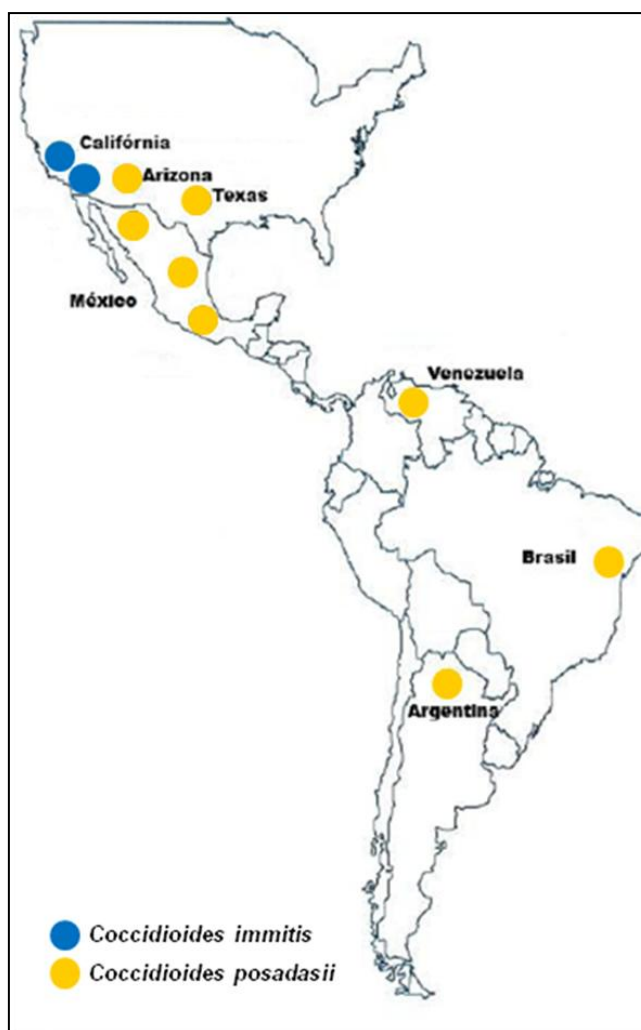 Califórnia
Arizona
Texas
México
Venezuela
Brasil
Argentina
Coccidioides immitis
Coccidioides posadasii